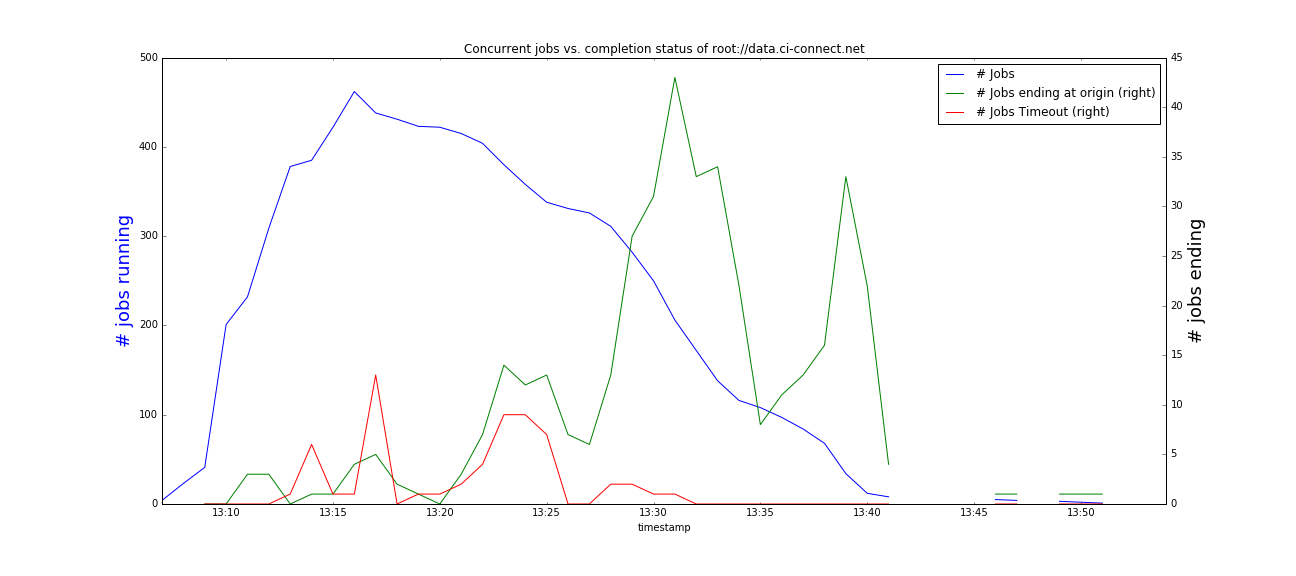 Concurrent jobs vs. completion status of root://data.ci-connect.net
# Jobs
# Jobs ending at origin (right)
# Jobs Timeout (right)
# jobs running
500
400
300
200
100
0
45
40
35
30
25
20
15
10
5
0
# jobs ending
13:10 13:15 13:20 13:25 13:30 13:35 13:40 13:45 13:50
timestamp